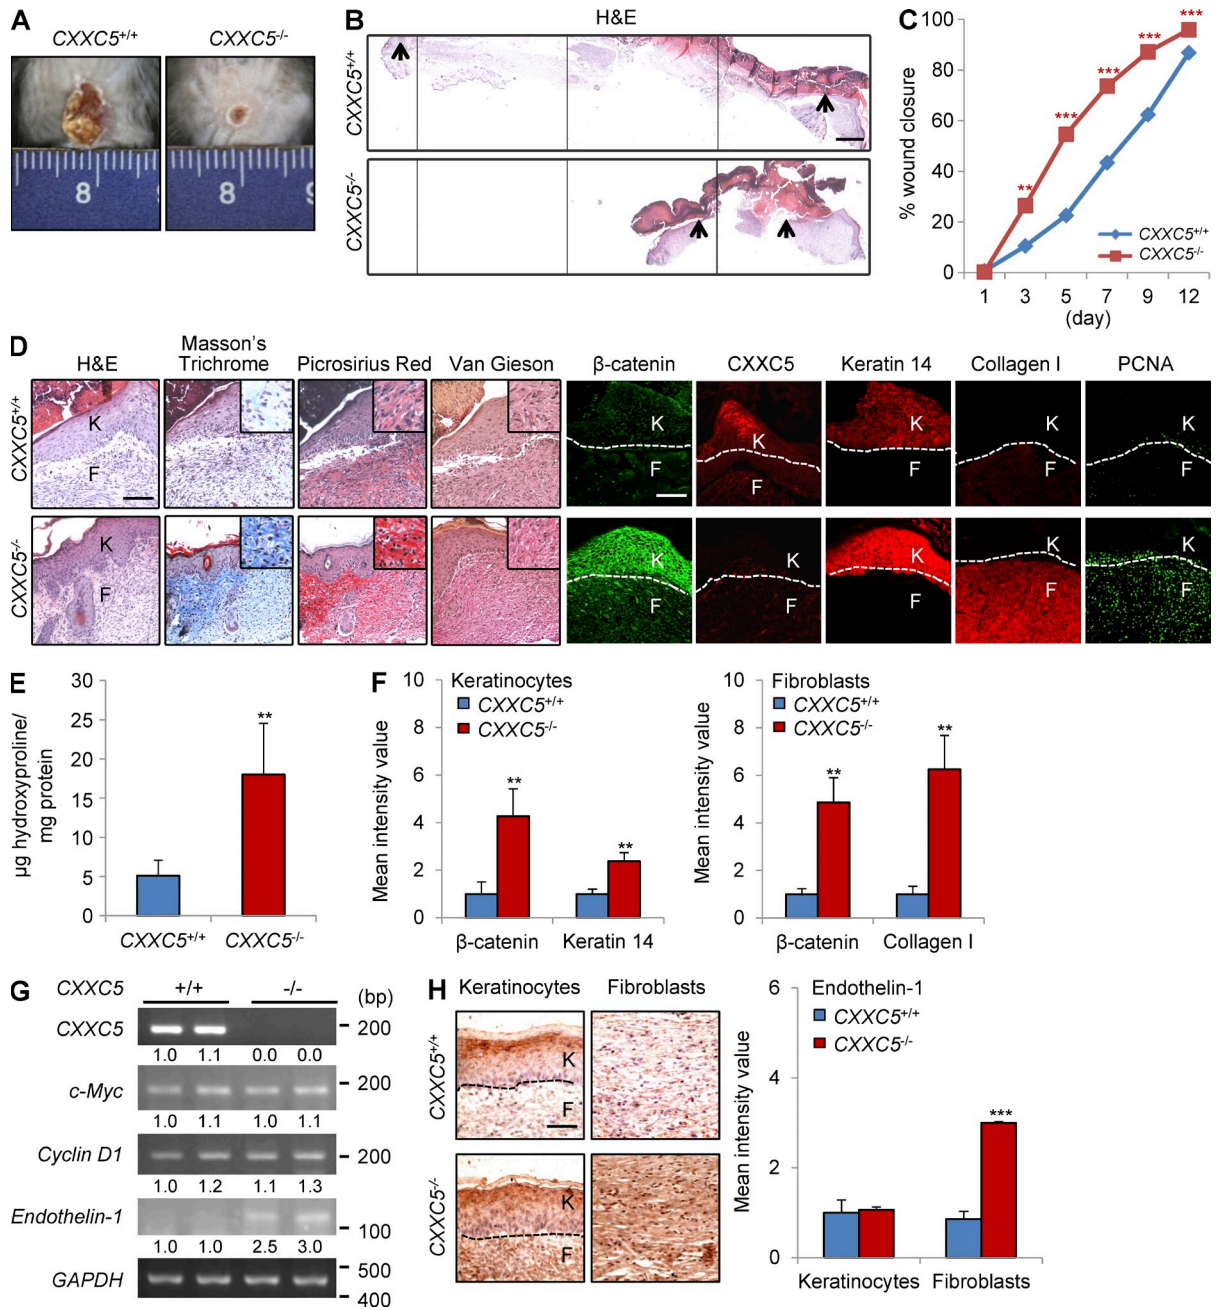 A
CXXC5+/+
CXXC5-/-
8
8
9
B
H&E
CXXC5+/+
CXXC5-/-
C
% wound closure
100
80
60
40
20
0
**
***
***
***
***
CXXC5+/+
CXXC5-/-
1 3 5 7 9 12
(day)
D
H&E
Masson's
Trichrome
Picrosirius Red
Van Gieson
β-catenin
CXXC5
Keratin 14
Collagen I
PCNA
CXXC5+/+
K
F
K
F
K
F
K
F
K
F
K
F
CXXC5-/-
K
F
K
F
K
F
K
F
K
F
K
F
E
µg hydroxyproline/
mg protein
30
25
20
15
10
5
0
**
CXXC5+/+
CXXC5-/-
F
Mean intensity value
10
8
6
4
2
0
Keratinocytes
CXXC5+/+
CXXC5-/-
**
**
β-catenin
Keratin 14
Mean intensity value
10
8
6
4
2
0
Fibroblasts
CXXC5+/+
CXXC5-/-
**
**
β-catenin
Collagen I
G
CXXC5 +/+ -/- (bp)
CXXC5 200
1.0 1.1 0.0 0.0
c-Myc 200
1.0 1.1 1.0 1.1
Cyclin D1 200
1.0 1.2 1.1 1.3
Endothelin-1 100
1.0 1.0 2.5 3.0
GAPDH 500
400
H
Keratinocytes
Fibroblasts
CXXC5+/+
K
F
CXXC5-/-
K
F
Mean intensity value
6
4
2
0
Endothelin-1
CXXC5+/+
CXXC5-/-
***
Keratinocytes
Fibroblasts